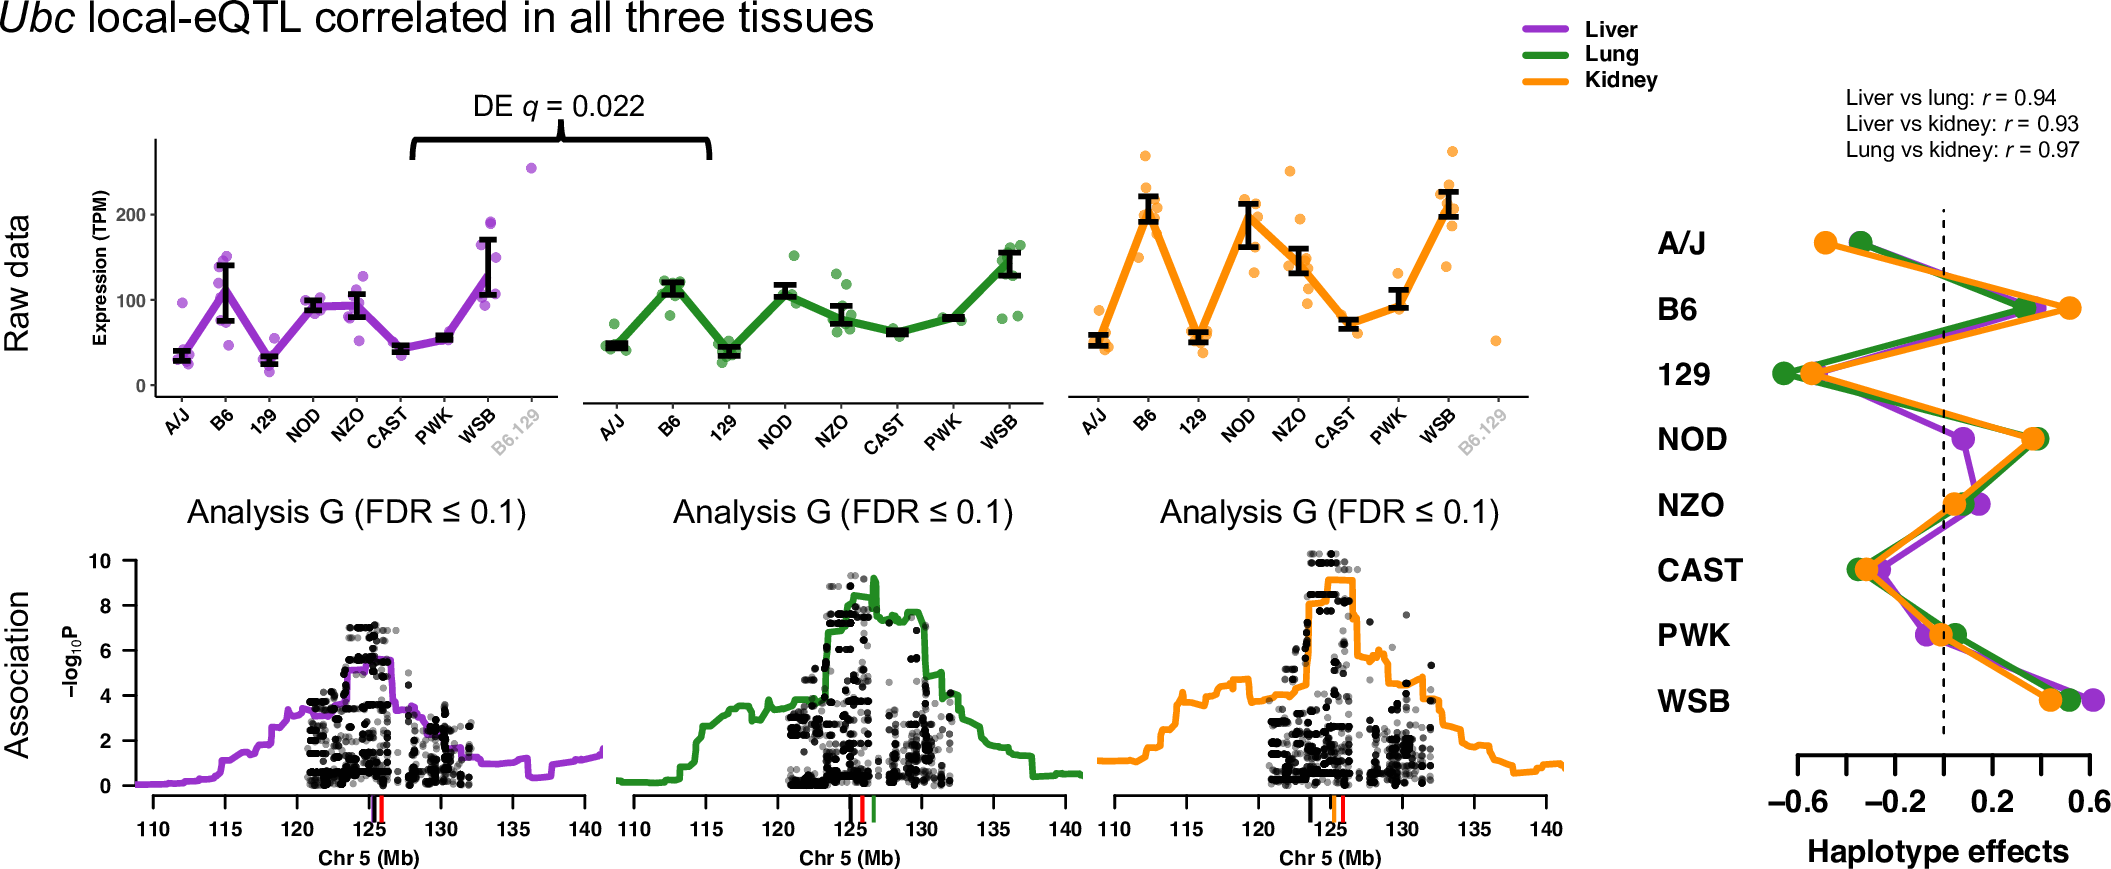 Ubc local-eQTL correlated in all three tissues
Liver
Lung
Kidney
DE q = 0.022
Liver vs lung: r = 0.94
Liver vs kidney: r = 0.93
Lung vs kidney: r = 0.97
Raw data
Expression (TPM)
200
100
0
A/J B6 129 NOD NZO CAST PWK WSB B6.129
A/J B6 129 NOD NZO CAST PWK WSB
A/J B6 129 NOD NZO CAST PWK WSB B6.129
Analysis G (FDR ≤ 0.1) Analysis G (FDR ≤ 0.1) Analysis G (FDR ≤ 0.1)
Association
−log10P
10
8
6
4
2
0
110 115 120 125 130 135 140
Chr 5 (Mb)
110 115 120 125 130 135 140
Chr 5 (Mb)
110 115 120 125 130 135 140
Chr 5 (Mb)
A/J
B6
129
NOD
NZO
CAST
PWK
WSB
−0.6 −0.2 0.2 0.6
Haplotype effects